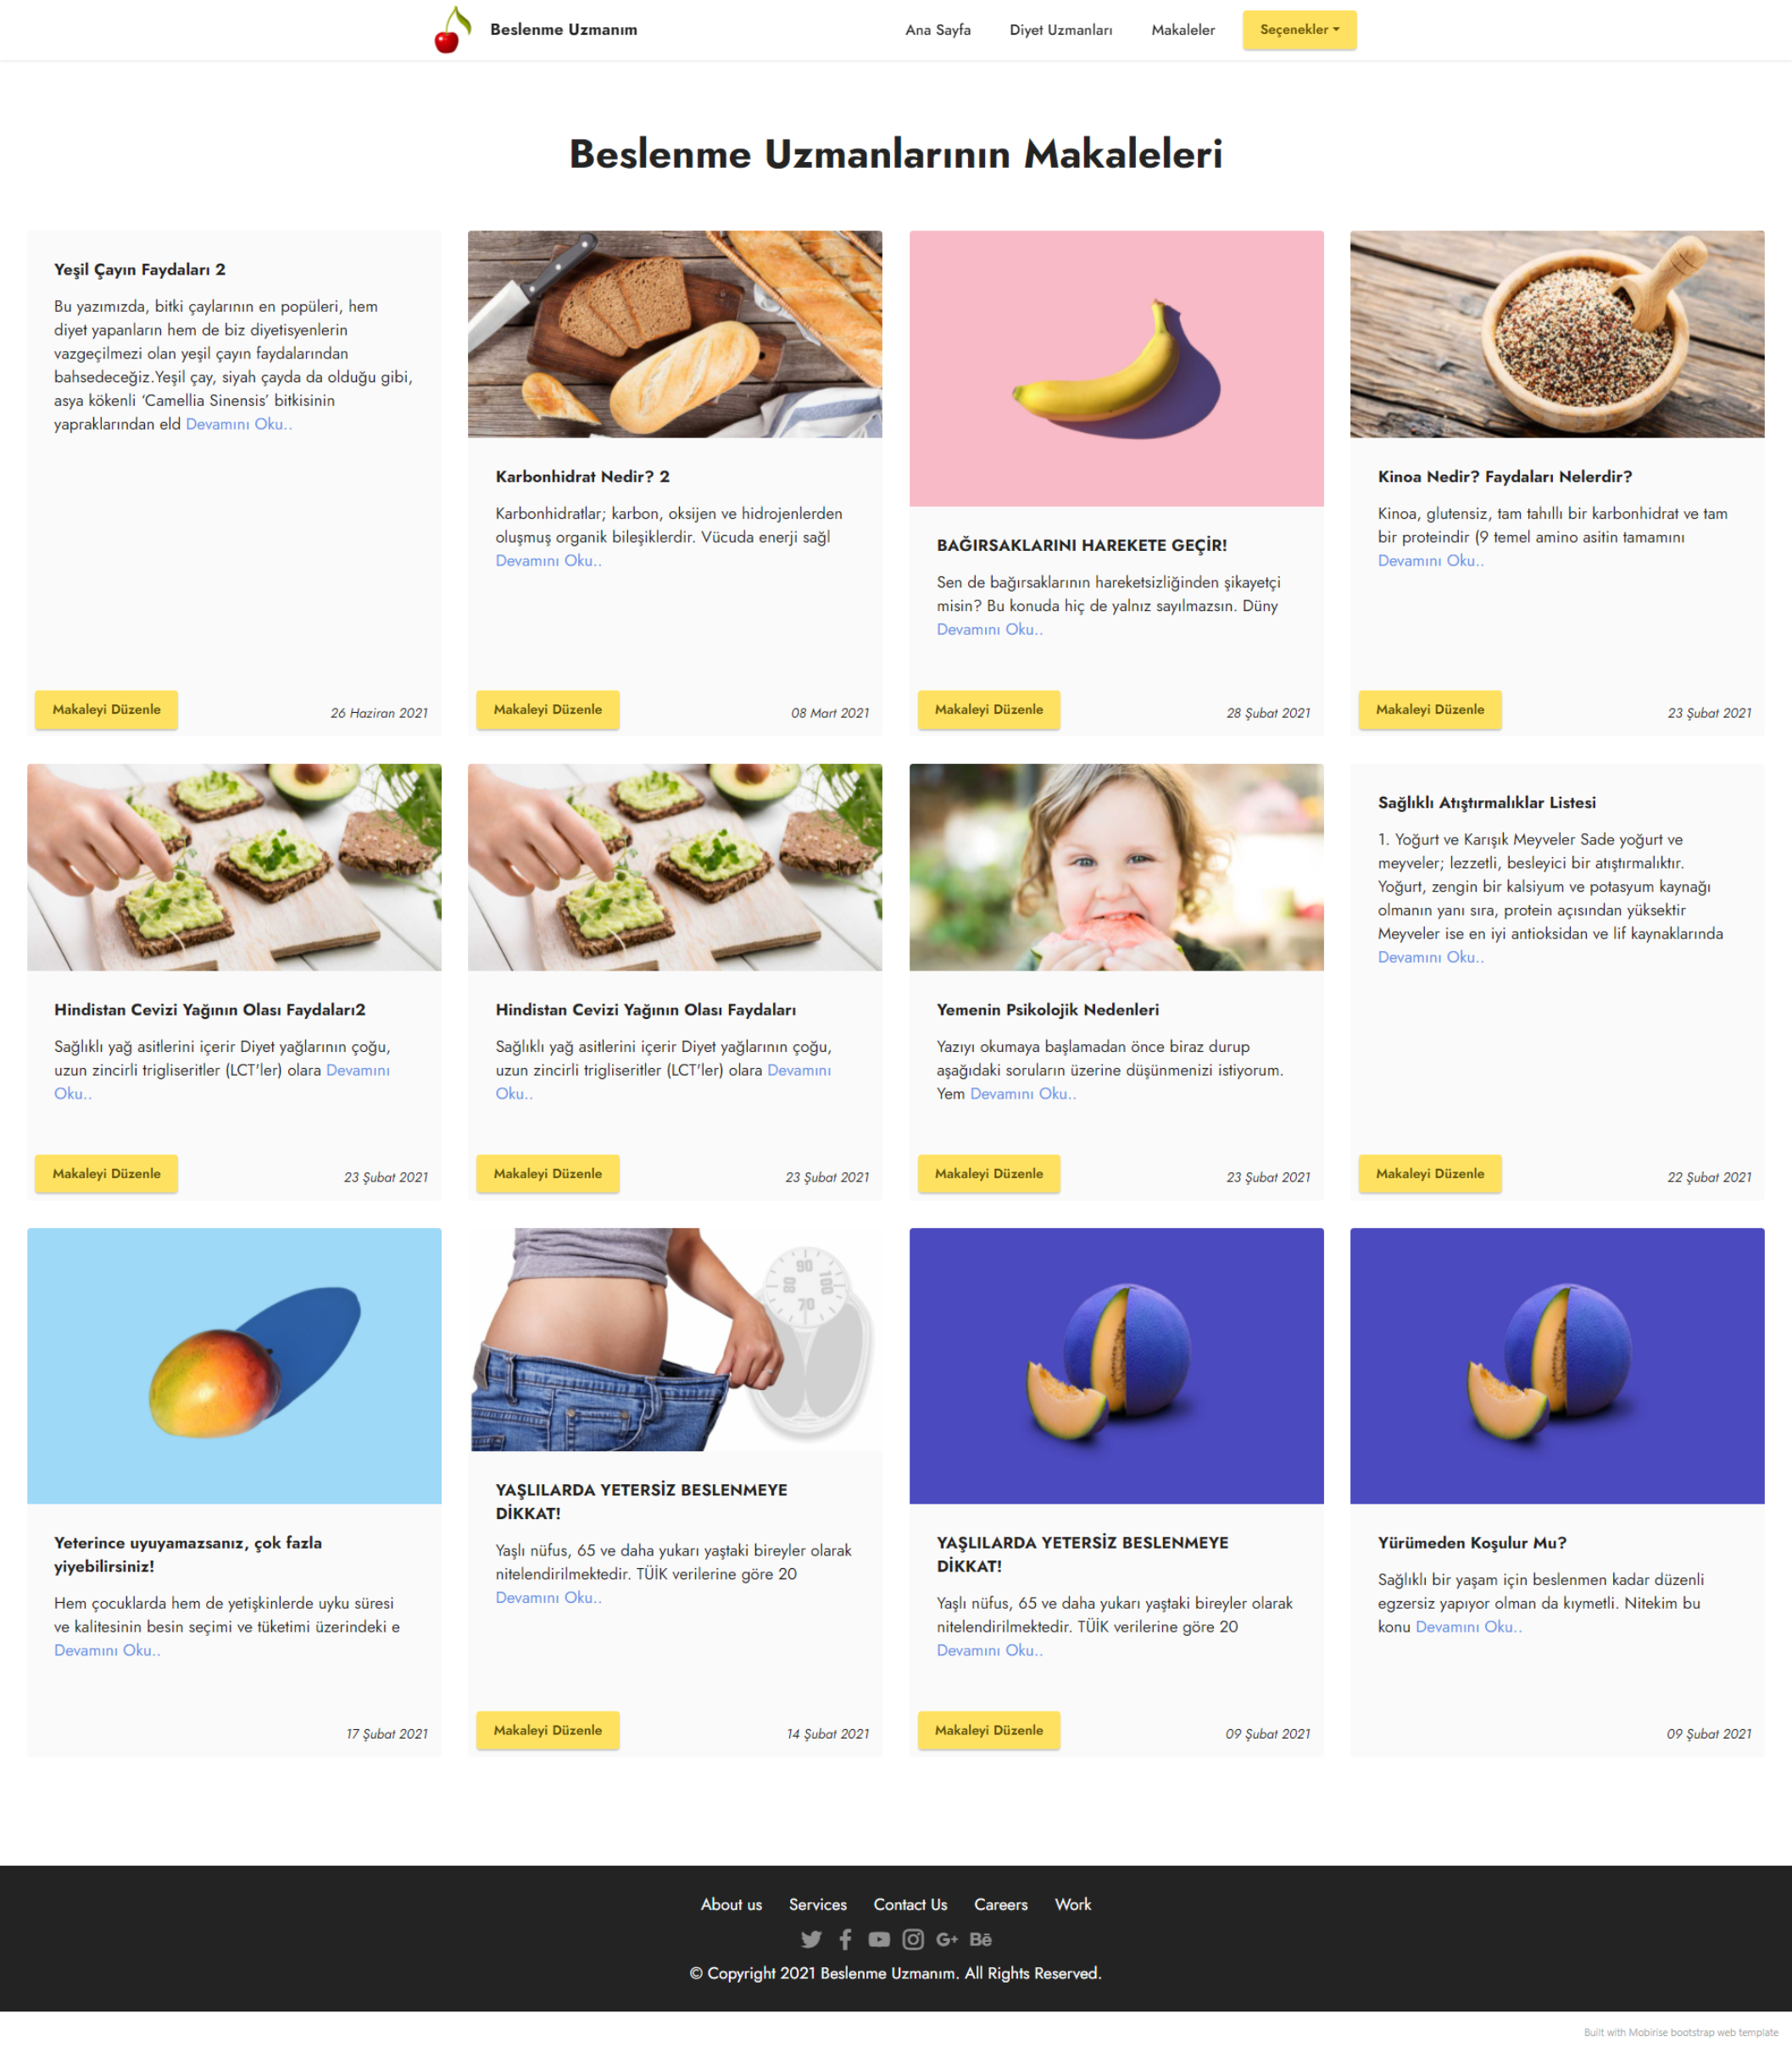 Beslenme Uzmanım
Ana Sayfa
Diyet Uzmanları
Makaleler
Seçenekler
Beslenme Uzmanlarının Makaleleri
Yeşil Çayın Faydaları 2
Bu yazımızda, bitki çaylarının en popüleri, hem
diyet yapanların hem de biz diyetisyenlerin
vazgeçilmezi olan yeşil çayın faydalarından
bahsedeceğiz.Yeşil çay, siyah çayda da olduğu gibi,
asya kökenli ‘Camellia Sinensis’ bitkisinin
yapraklarından eld Devamını Oku..
Makaleyi Düzenle
26 Haziran 2021
Karbonhidrat Nedir? 2
Karbonhidratlar; karbon, oksijen ve hidrojenlerden
oluşmuş organik bileşiklerdir. Vücuda enerji sağl
Devamını Oku..
Makaleyi Düzenle
08 Mart 2021
BAĞIRSAKLARINI HAREKETE GEÇİR!
Sen de bağırsaklarının hareketsizliğinden şikayetçi
misin? Bu konuda hiç de yalnız sayılmazsın. Düny
Devamını Oku..
Makaleyi Düzenle
28 Şubat 2021
Kinoa Nedir? Faydaları Nelerdir?
Kinoa, glutensiz, tam tahıllı bir karbonhidrat ve tam
bir proteindir (9 temel amino asitin tamamını
Devamını Oku..
Makaleyi Düzenle
23 Şubat 2021
Hindistan Cevizi Yağının Olası Faydaları2
Sağlıklı yağ asitlerini içerir Diyet yağlarının çoğu,
uzun zincirli trigliseritler (LCT'ler) olara Devamını
Oku..
Makaleyi Düzenle
23 Şubat 2021
Hindistan Cevizi Yağının Olası Faydaları
Sağlıklı yağ asitlerini içerir Diyet yağlarının çoğu,
uzun zincirli trigliseritler (LCT'ler) olara Devamını
Oku..
Makaleyi Düzenle
23 Şubat 2021
Yemenin Psikolojik Nedenleri
Yazıyı okumaya başlamadan önce biraz durup
aşağıdaki soruların üzerine düşünmenizi istiyorum.
Yem Devamını Oku..
Makaleyi Düzenle
23 Şubat 2021
Sağlıklı Atıştırmalıklar Listesi
1. Yoğurt ve Karışık Meyveler Sade yoğurt ve
meyveler; lezzetli, besleyici bir atıştırmalıktır.
Yoğurt, zengin bir kalsiyum ve potasyum kaynağı
olmanın yanı sıra, protein açısından yüksektir
Meyveler ise en iyi antioksidan ve lif kaynaklarında
Devamını Oku..
Makaleyi Düzenle
22 Şubat 2021
Yeterince uyuyamazsanız, çok fazla
yiyebilirsiniz!
Hem çocuklarda hem de yetişkinlerde uyku süresi
ve kalitesinin besin seçimi ve tüketimi üzerindeki e
Devamını Oku..
17 Şubat 2021
90
80
100
70
YAŞLILARDA YETERSİZ BESLENMEYE
DİKKAT!
Yaşlı nüfus, 65 ve daha yukarı yaştaki bireyler olarak
nitelendirilmektedir. TÜİK verilerine göre 20
Devamını Oku..
Makaleyi Düzenle
14 Şubat 2021
YAŞLILARDA YETERSİZ BESLENMEYE
DİKKAT!
Yaşlı nüfus, 65 ve daha yukarı yaştaki bireyler olarak
nitelendirilmektedir. TÜİK verilerine göre 20
Devamını Oku..
Makaleyi Düzenle
09 Şubat 2021
Yürümeden Koşulur Mu?
Sağlıklı bir yaşam için beslenmen kadar düzenli
egzersiz yapıyor olman da kıymetli. Nitekim bu
konu Devamını Oku..
09 Şubat 2021
About us
Services
Contact Us
Careers
Work
G+
Bē
© Copyright 2021 Beslenme Uzmanım. All Rights Reserved.
Built with Mobirise bootstrap web template